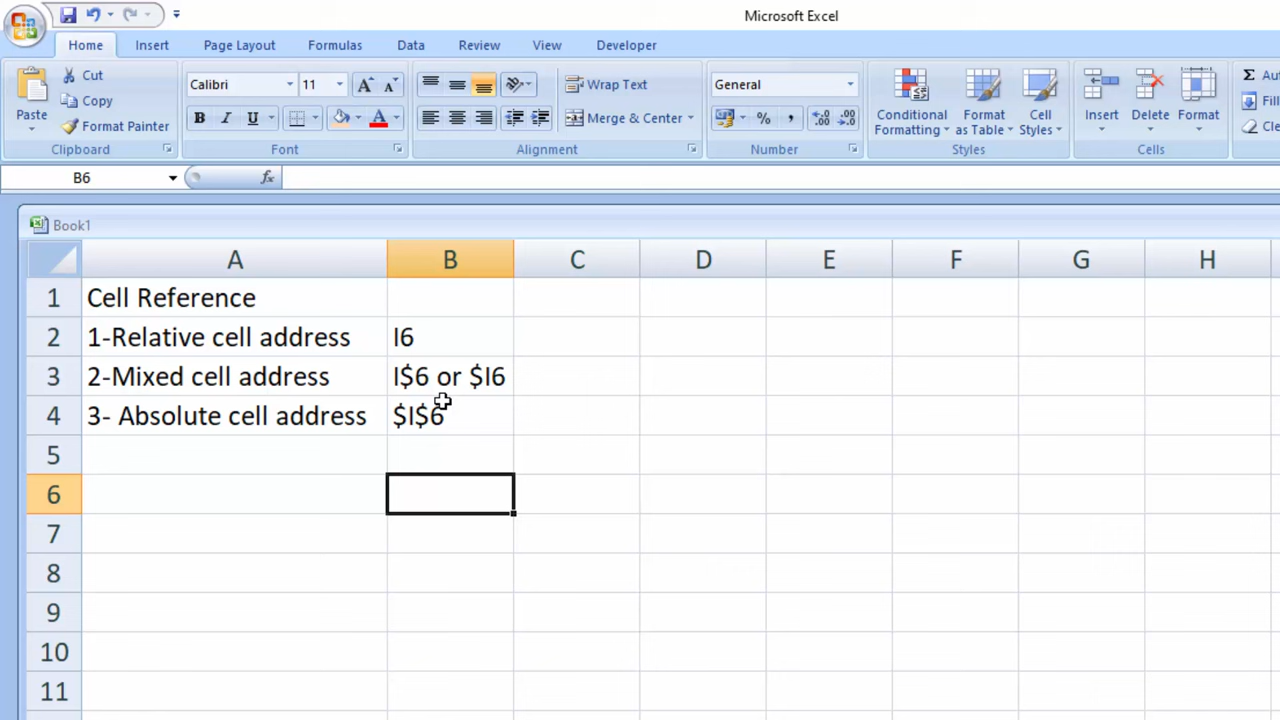 Microsoft Excel
Home Insert Page Layout Formulas Data Review View Developer
Cut
Copy
Format Painter
Paste
Clipboard
Calibri 11
B I U
Font
Wrap Text
Merge & Center
Alignment
General
% ,
Number
Conditional Formatting
Format as Table
Cell Styles
Styles
Insert Delete Format
Cells
Σ Au
Fil
Cle
B6 fx
Book1
A B C D E F G H
1 Cell Reference
2 1-Relative cell address I6
3 2-Mixed cell address I$6 or $I6
4 3- Absolute cell address $I$6
5
6
7
8
9
10
11